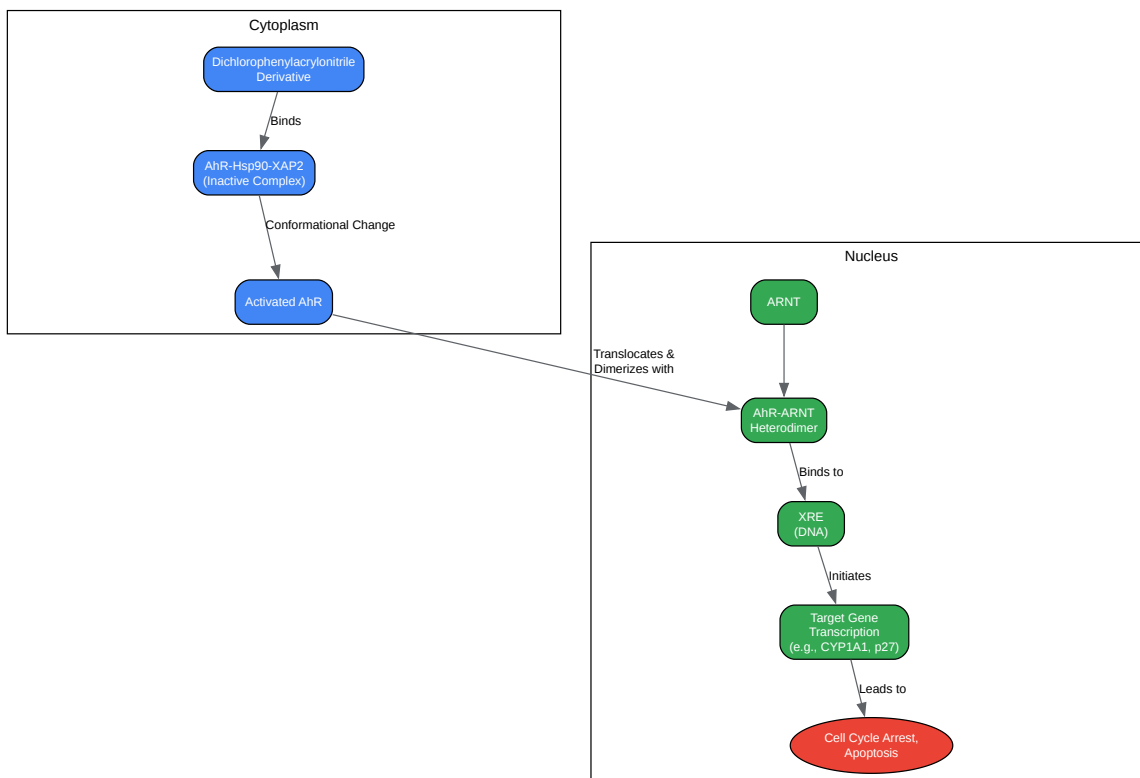 Cytoplasm
Dichlorophenylacrylonitrile
Derivative
Binds
AhR-Hsp90-XAP2
(Inactive Complex)
Conformational Change
Activated AhR
Nucleus
ARNT
Translocates &
Dimerizes with
AhR-ARNT
Heterodimer
Binds to
XRE
(DNA)
Initiates
Target Gene
Transcription
(e.g., CYP1A1, p27)
Leads to
Cell Cycle Arrest,
Apoptosis